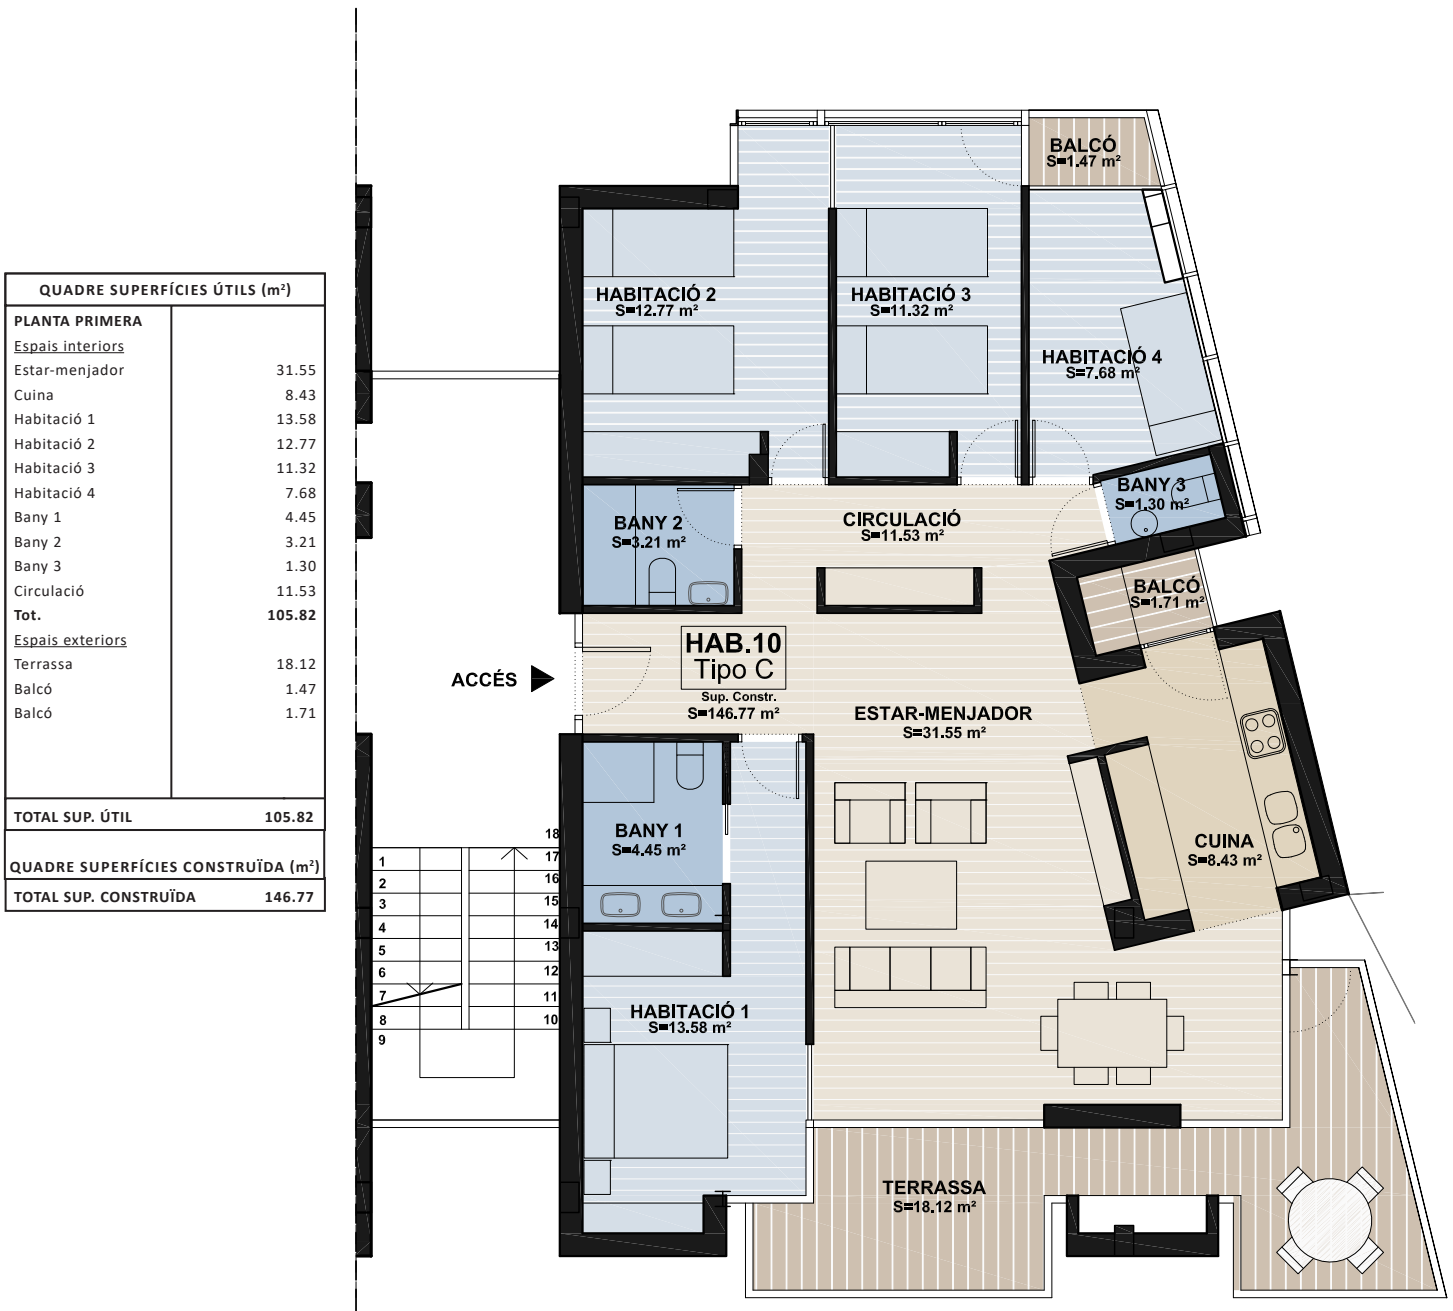 QUADRE SUPERFÍCIES ÚTILS (m²)
PLANTA PRIMERA
Espais interiors
Estar-menjador 31.55
Cuina 8.43
Habitació 1 13.58
Habitació 2 12.77
Habitació 3 11.32
Habitació 4 7.68
Bany 1 4.45
Bany 2 3.21
Bany 3 1.30
Circulació 11.53
Tot. 105.82
Espais exteriors
Terrassa 18.12
Balcó 1.47
Balcó 1.71
TOTAL SUP. ÚTIL 105.82
QUADRE SUPERFÍCIES CONSTRUÏDA (m²)
TOTAL SUP. CONSTRUÏDA 146.77
BALCÓ
S=1.47 m²
HABITACIÓ 2
S=12.77 m²
HABITACIÓ 3
S=11.32 m²
HABITACIÓ 4
S=7.68 m²
BANY 3
S=1.30 m²
BANY 2
S=3.21 m²
CIRCULACIÓ
S=11.53 m²
BALCÓ
S=1.71 m²
HAB.10
Tipo C
Sup. Constr.
S=146.77 m²
ACCÉS
ESTAR-MENJADOR
S=31.55 m²
BANY 1
S=4.45 m²
CUINA
S=8.43 m²
HABITACIÓ 1
S=13.58 m²
TERRASSA
S=18.12 m²
1
2
3
4
5
6
7
8
9
18
17
16
15
14
13
12
11
10